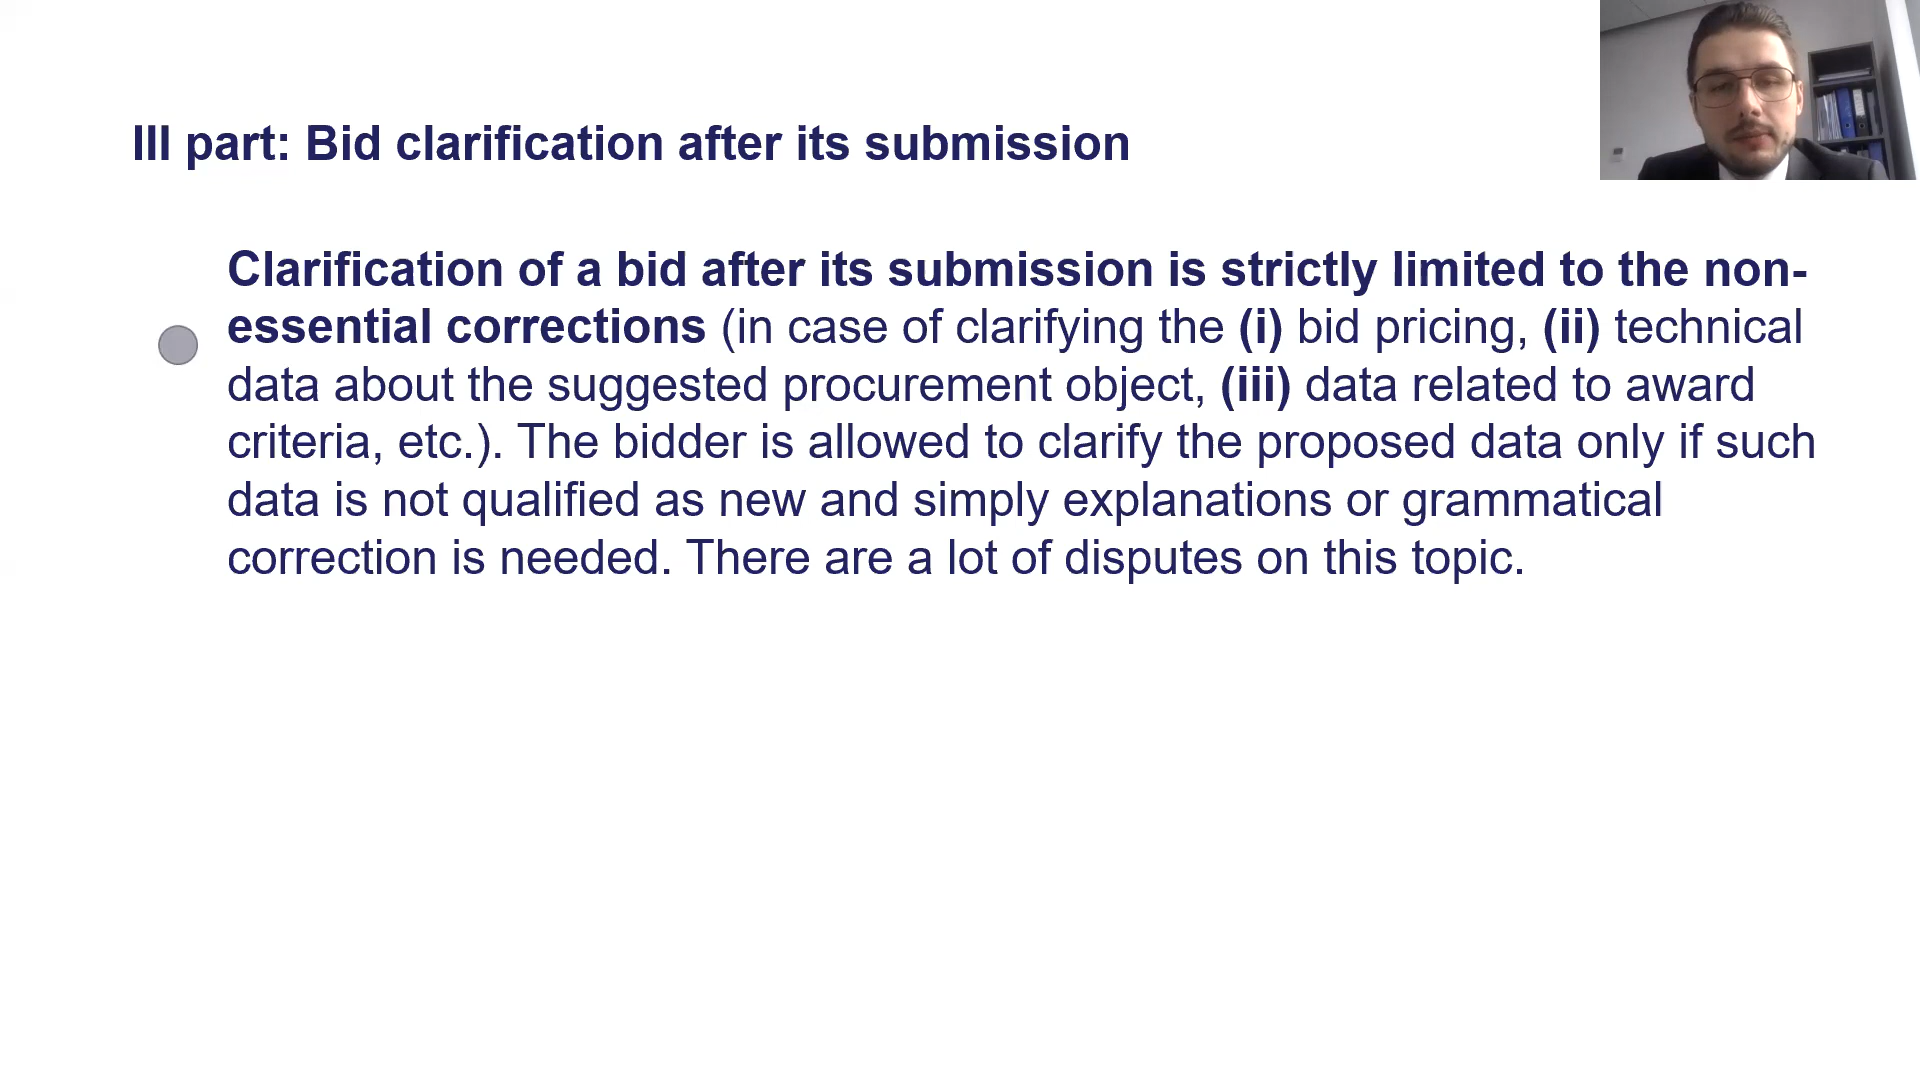 III part: Bid clarification after its submission
Clarification of a bid after its submission is strictly limited to the non-
essential corrections (in case of clarifying the (i) bid pricing, (ii) technical
data about the suggested procurement object, (iii) data related to award
criteria, etc.). The bidder is allowed to clarify the proposed data only if such
data is not qualified as new and simply explanations or grammatical
correction is needed. There are a lot of disputes on this topic.